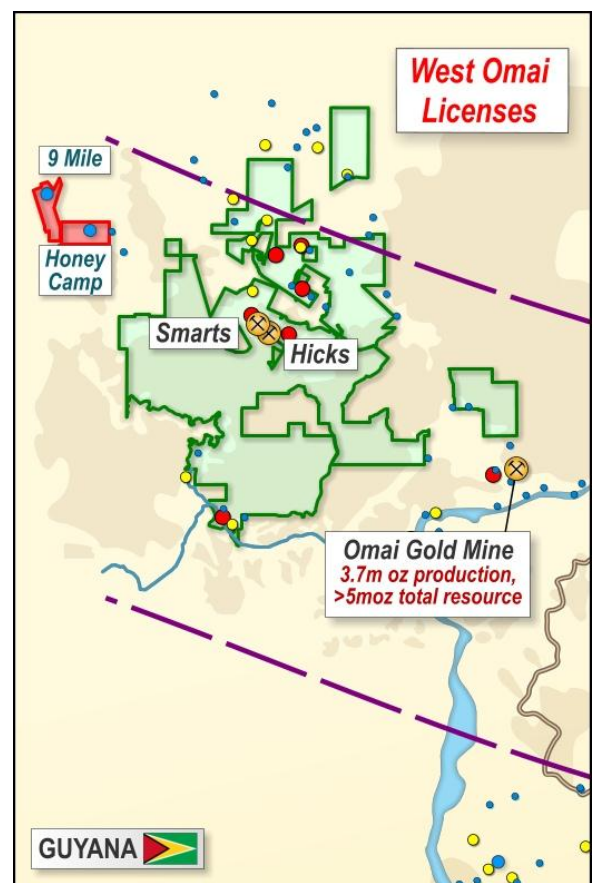 West Omai
Licenses
9 Mile
Honey
Camp
Smarts
Hicks
Omai Gold Mine
3.7m oz production,
>5moz total resource
GUYANA